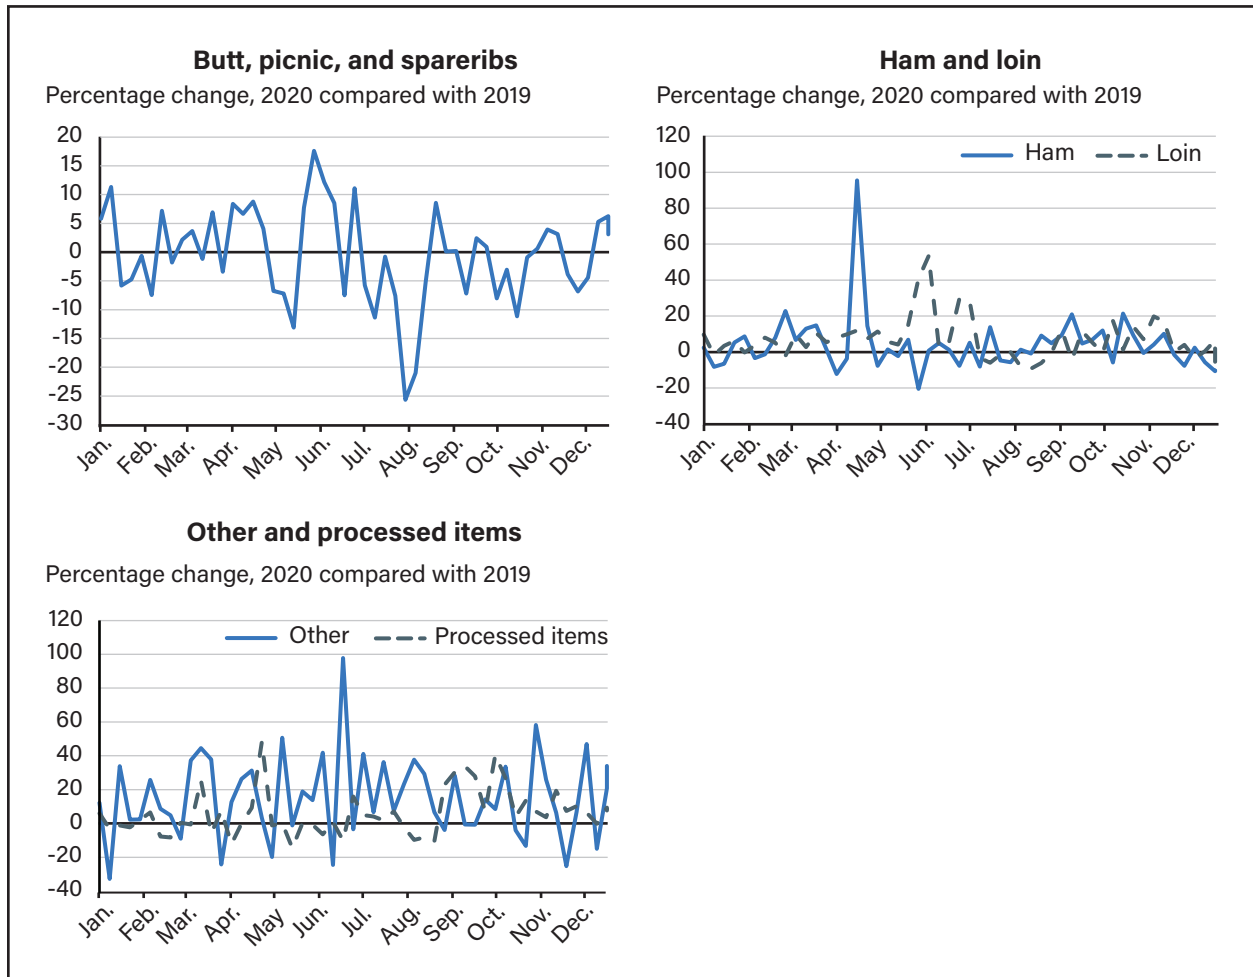 Butt, picnic, and spareribs
Percentage change, 2020 compared with 2019
20
15
10
5
0
-5
-10
-15
-20
-25
-30
Jan. Feb. Mar. Apr. May Jun. Jul. Aug. Sep. Oct. Nov. Dec.
Ham and loin
Percentage change, 2020 compared with 2019
Ham Loin
120
100
80
60
40
20
0
-20
-40
Jan. Feb. Mar. Apr. May Jun. Jul. Aug. Sep. Oct. Nov. Dec.
Other and processed items
Percentage change, 2020 compared with 2019
Other Processed items
120
100
80
60
40
20
0
-20
-40
Jan. Feb. Mar. Apr. May Jun. Jul. Aug. Sep. Oct. Nov. Dec.